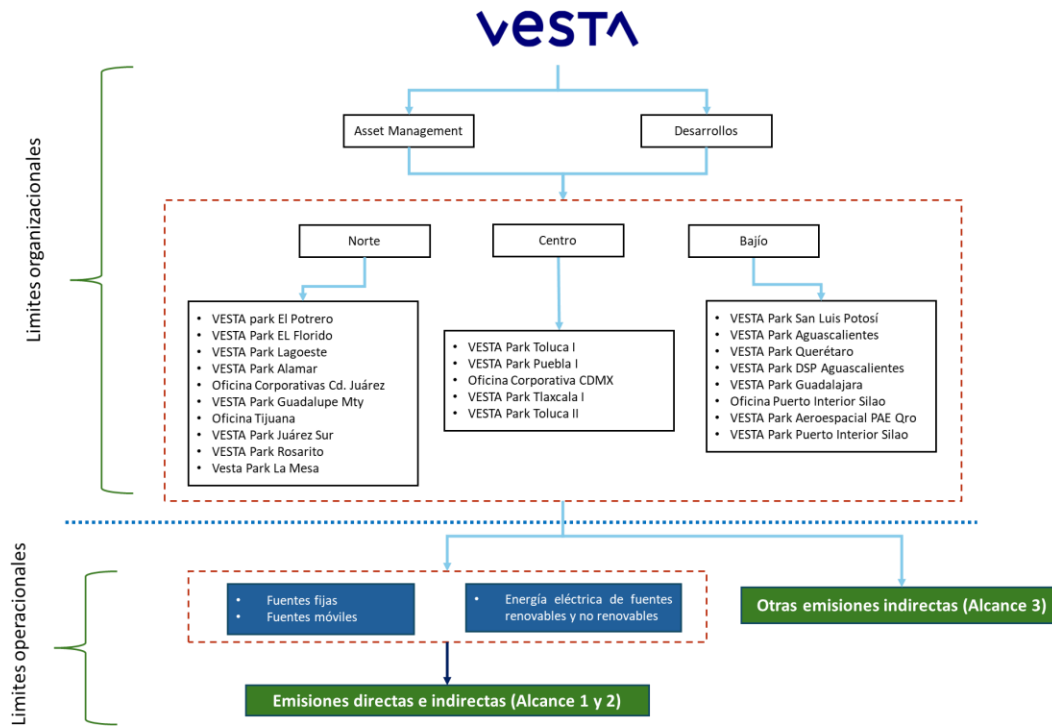 VESTA
Limites organizacionales
Asset Management
Desarrollos
Norte
Centro
Bajío
• VESTA park El Potrero
• VESTA Park EL Florido
• VESTA Park Lagoeste
• VESTA Park Alamar
• Oficina Corporativas Cd. Juárez
• VESTA Park Guadalupe Mty
• Oficina Tijuana
• VESTA Park Juárez Sur
• VESTA Park Rosarito
• Vesta Park La Mesa
• VESTA Park Toluca I
• VESTA Park Puebla I
• Oficina Corporativa CDMX
• VESTA Park Tlaxcala I
• VESTA Park Toluca II
• VESTA Park San Luis Potosí
• VESTA Park Aguascalientes
• VESTA Park Querétaro
• VESTA Park DSP Aguascalientes
• VESTA Park Guadalajara
• Oficina Puerto Interior Silao
• VESTA Park Aeroespacial PAE Qro
• VESTA Park Puerto Interior Silao
Limites operacionales
• Fuentes fijas
• Fuentes móviles
• Energía eléctrica de fuentes
renovables y no renovables
Otras emisiones indirectas (Alcance 3)
Emisiones directas e indirectas (Alcance 1 y 2)